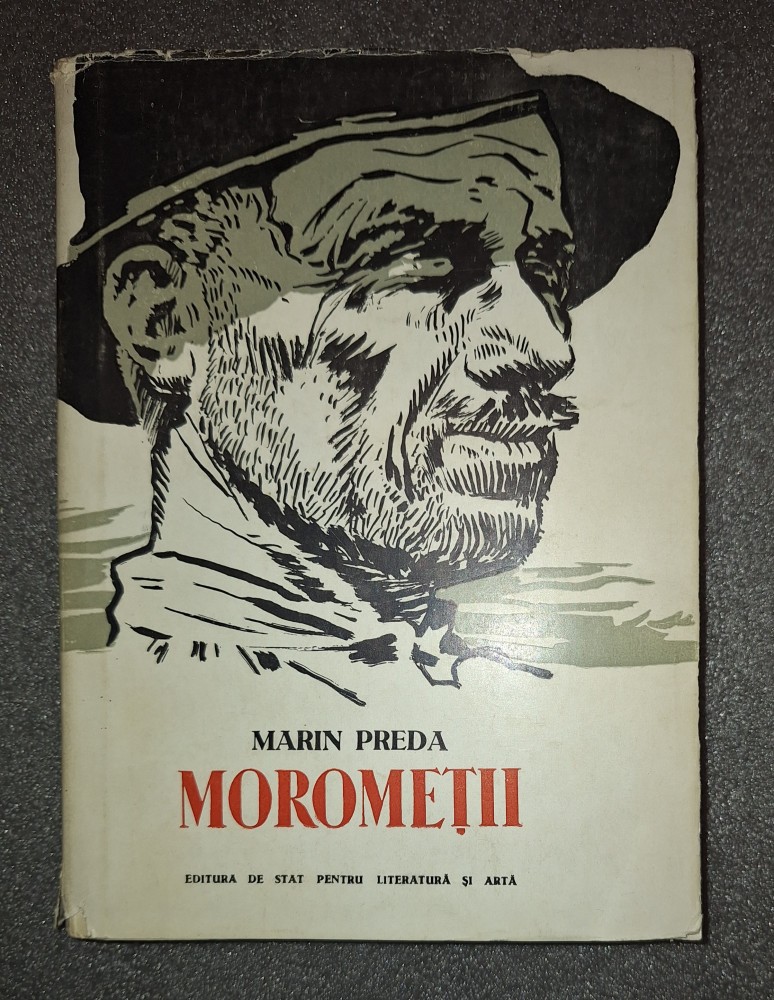 MARIN PREDA
MOROMEȚII
EDITURA DE STAT PENTRU LITERATURĂ ȘI ARTĂ